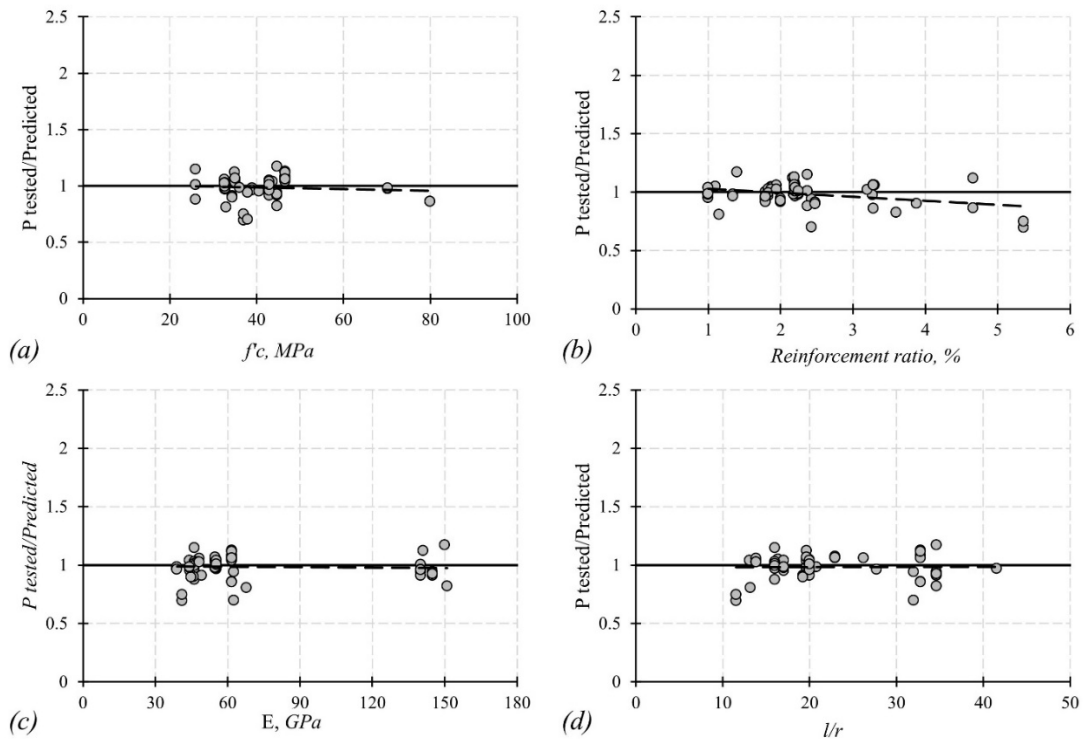 2.5
2
1.5
1
0.5
0
P tested/Predicted
0 20 40 60 80 100
(a)
f'c, MPa
2.5
2
1.5
1
0.5
0
P tested/Predicted
0 1 2 3 4 5 6
(b)
Reinforcement ratio, %
2.5
2
1.5
1
0.5
0
P tested/Predicted
0 30 60 90 120 150 180
(c)
E, GPa
2.5
2
1.5
1
0.5
0
P tested/Predicted
0 10 20 30 40 50
(d)
l/r